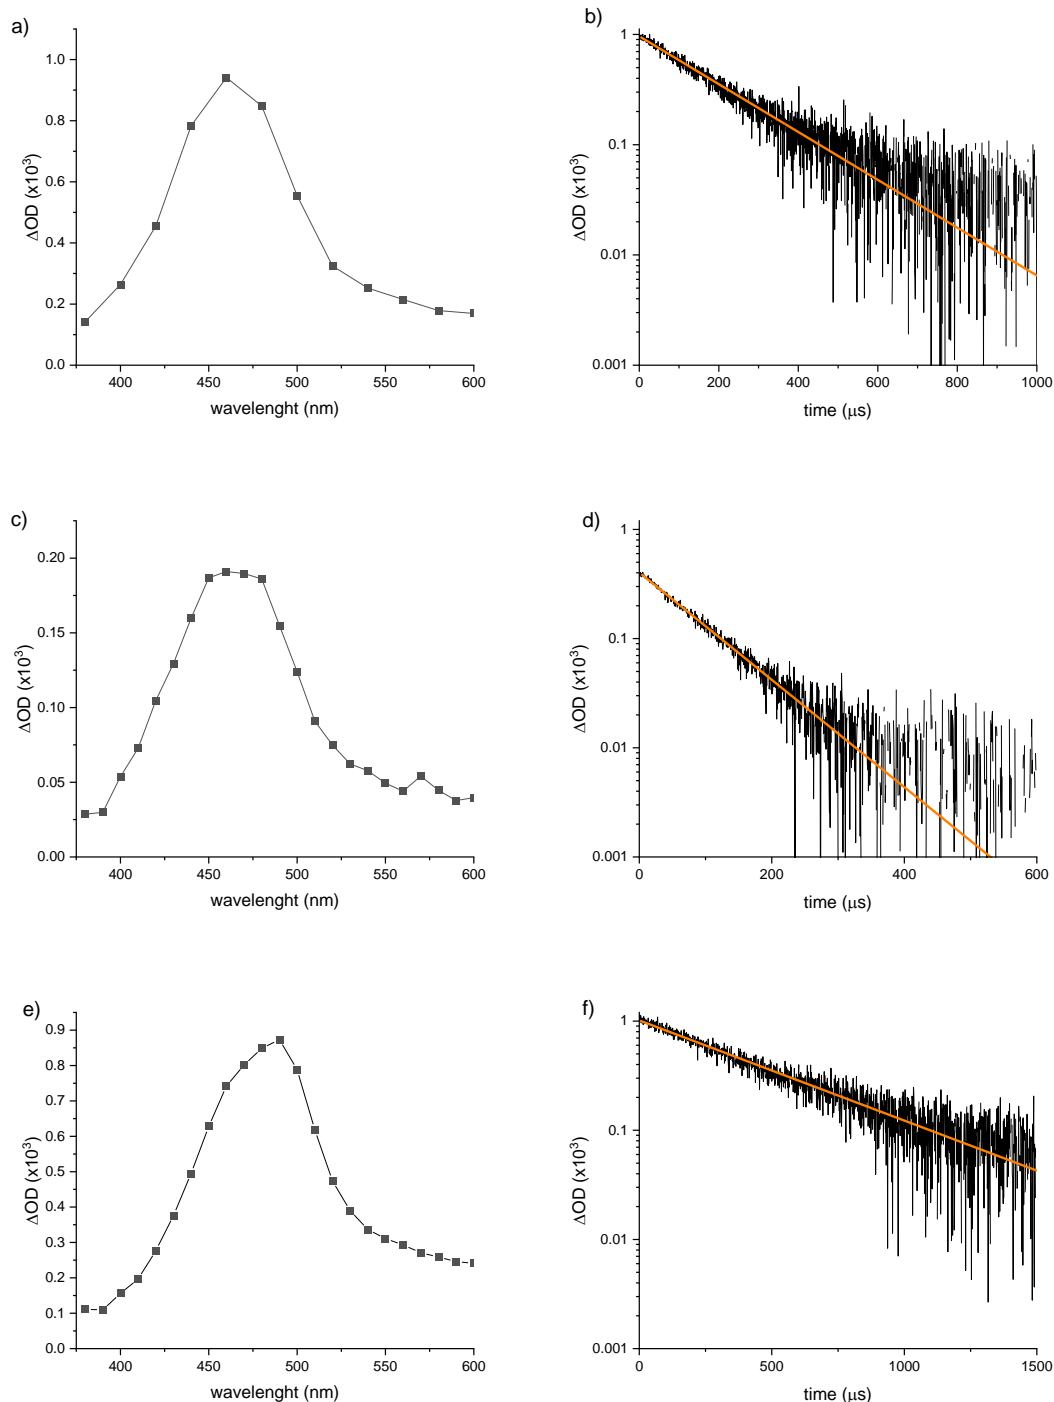 a)
1.0
0.8
0.6
0.4
0.2
0.0
ΔOD (x10³)
400 450 500 550 600
wavelenght (nm)
b)
1
0.1
0.01
0.001
ΔOD (x10³)
0 200 400 600 800 1000
time (μs)
c)
0.20
0.15
0.10
0.05
0.00
ΔOD (x10³)
400 450 500 550 600
wavelenght (nm)
d)
1
0.1
0.01
0.001
ΔOD (x10³)
0 200 400 600
time (μs)
e)
0.9
0.8
0.7
0.6
0.5
0.4
0.3
0.2
0.1
0.0
ΔOD (x10³)
400 450 500 550 600
wavelenght (nm)
f)
1
0.1
0.01
0.001
ΔOD (x10³)
0 500 1000 1500
time (μs)